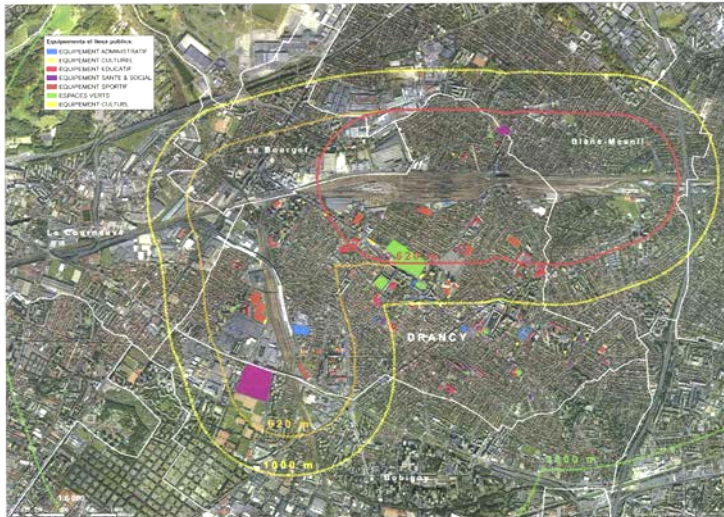 Equipements et lieux publics
EQUIPEMENT ADMINISTRATIF
EQUIPEMENT CULTUREL
EQUIPEMENT EDUCATIF
EQUIPEMENT SANTE & SOCIAL
EQUIPEMENT SPORTIF
ESPACES VERTS
EQUIPEMENT CULTUEL
Le Bourget
Blanc-Mesnil
La Courneuve
620 m
DRANCY
620 m
1000 m
Bobigny